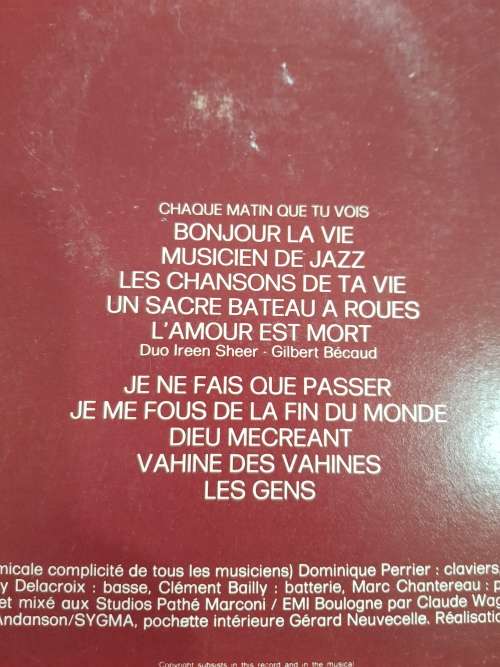 CHAQUE MATIN QUE TU VOIS
BONJOUR LA VIE
MUSICIEN DE JAZZ
LES CHANSONS DE TA VIE
UN SACRE BATEAU A ROUES
L'AMOUR EST MORT
Duo Ireen Sheer - Gilbert Bécaud
JE NE FAIS QUE PASSER
JE ME FOUS DE LA FIN DU MONDE
DIEU MECREANT
VAHINE DES VAHINES
LES GENS
micale complicité de tous les musiciens) Dominique Perrier : claviers,
y Delacroix : basse, Clément Bailly : batterie, Marc Chantereau : p
et mixé aux Studios Pathé Marconi / EMI Boulogne par Claude Wag
Andanson/SYGMA, pochette intérieure Gérard Neuvecelle. Réalisatio
Copyright subsists in this record and in the musical